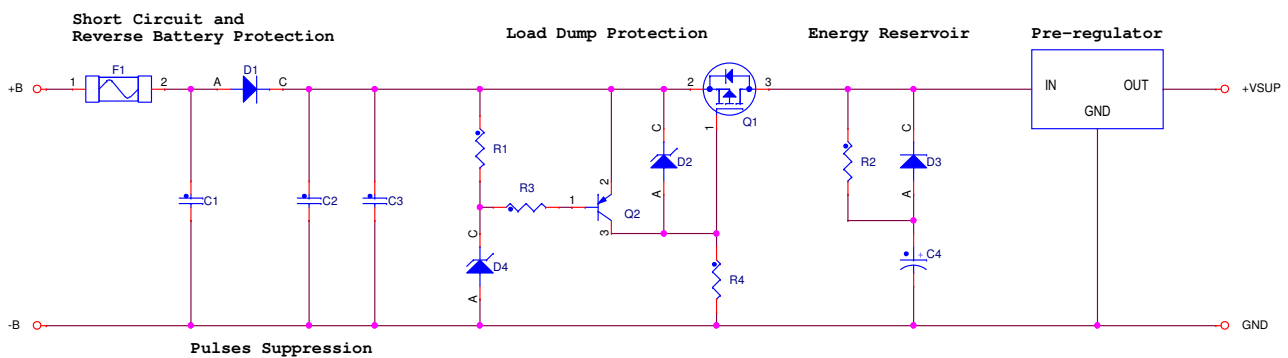 Short Circuit and
Reverse Battery Protection
Load Dump Protection
Energy Reservoir
Pre-regulator
+B
1
F1
2
A
D1
C
2
3
Q1
1
IN
OUT
GND
+VSUP
C1
C2
C3
R1
R3
1
2
Q2
3
C
D2
A
R2
C
D3
A
C
D4
A
R4
+
C4
-B
GND
Pulses Suppression